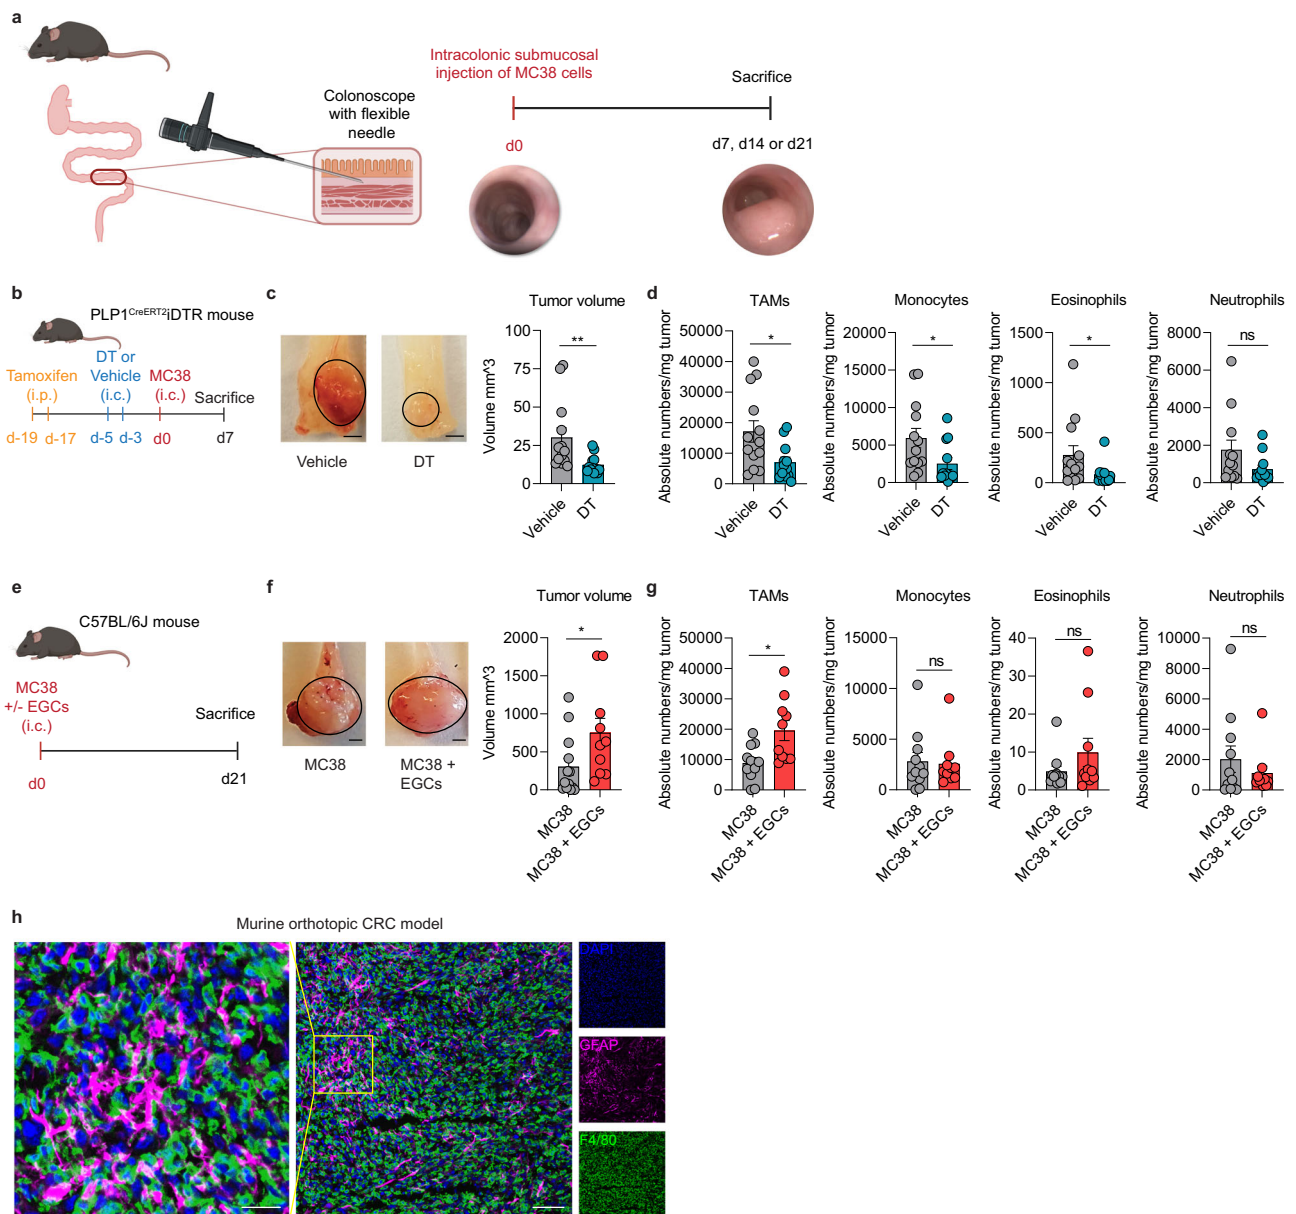 a
Intracolonic submucosal
injection of MC38 cells
Sacrifice
Colonoscope
with flexible
needle
d0
d7, d14 or d21
b
PLP1CreERT2iDTR mouse
Tamoxifen
(i.p.)
DT or
Vehicle
(i.c.)
MC38
(i.c.)
Sacrifice
d-19
d-17
d-5
d-3
d0
d7
c
Vehicle
DT
Tumor volume
Volume mm^3
100
75
50
25
0
**
Vehicle
DT
d
TAMs
Absolute numbers/mg tumor
50000
40000
30000
20000
10000
0
*
Vehicle
DT
Monocytes
Absolute numbers/mg tumor
20000
15000
10000
5000
0
*
Vehicle
DT
Eosinophils
Absolute numbers/mg tumor
1500
1000
500
0
*
Vehicle
DT
Neutrophils
Absolute numbers/mg tumor
8000
6000
4000
2000
0
ns
Vehicle
DT
e
C57BL/6J mouse
MC38
+/- EGCs
(i.c.)
Sacrifice
d0
d21
f
MC38
MC38 +
EGCs
Tumor volume
Volume mm^3
2000
1500
1000
500
0
*
MC38
MC38 + EGCs
g
TAMs
Absolute numbers/mg tumor
50000
40000
30000
20000
10000
0
*
MC38
MC38 + EGCs
Monocytes
Absolute numbers/mg tumor
15000
10000
5000
0
ns
MC38
MC38 + EGCs
Eosinophils
Absolute numbers/mg tumor
40
30
20
10
0
ns
MC38
MC38 + EGCs
Neutrophils
Absolute numbers/mg tumor
10000
8000
6000
4000
2000
0
ns
MC38
MC38 + EGCs
h
Murine orthotopic CRC model
DAPI
GFAP
F4/80